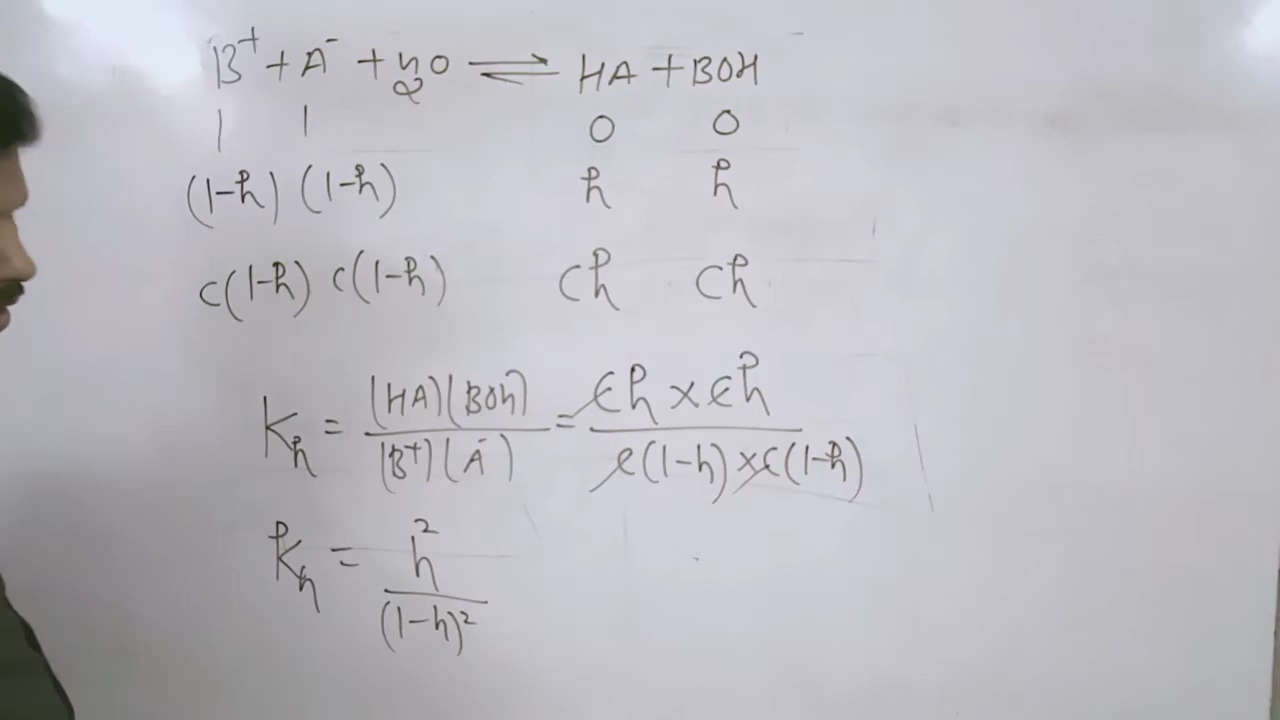 B⁺ + A⁻ + H₂O ⇌ HA + BOH
1 1 0 0
(1-h) (1-h) h h
c(1-h) c(1-h) ch ch
Kh = (HA)(BOH) / (B⁺)(A⁻) = ch × ch / c(1-h) × c(1-h)
Kh = h² / (1-h)²